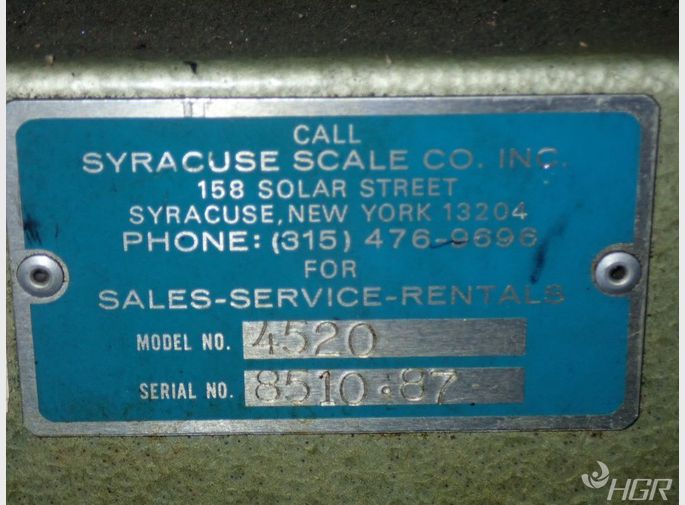 CALL
SYRACUSE SCALE CO. INC.
158 SOLAR STREET
SYRACUSE, NEW YORK 13204
PHONE: (315) 476-9696
FOR
SALES-SERVICE-RENTALS
MODEL NO. 4520
SERIAL NO. 8510·87·
HGR